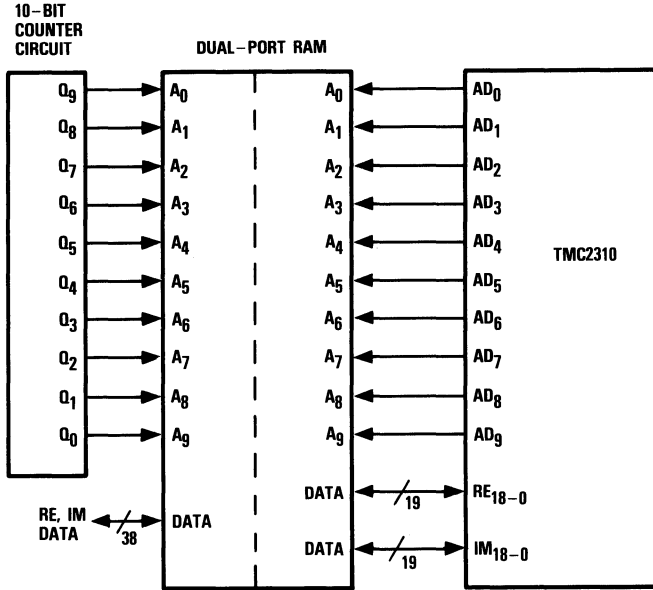 10-BIT
COUNTER
CIRCUIT
DUAL-PORT RAM
Q9 A0 A0 AD0
Q8 A1 A1 AD1
Q7 A2 A2 AD2
Q6 A3 A3 AD3
Q5 A4 A4 AD4
TMC2310
Q4 A5 A5 AD5
Q3 A6 A6 AD6
Q2 A7 A7 AD7
Q1 A8 A8 AD8
Q0 A9 A9 AD9
DATA 19 RE18-0
RE, IM
DATA
38
DATA
DATA 19 IM18-0